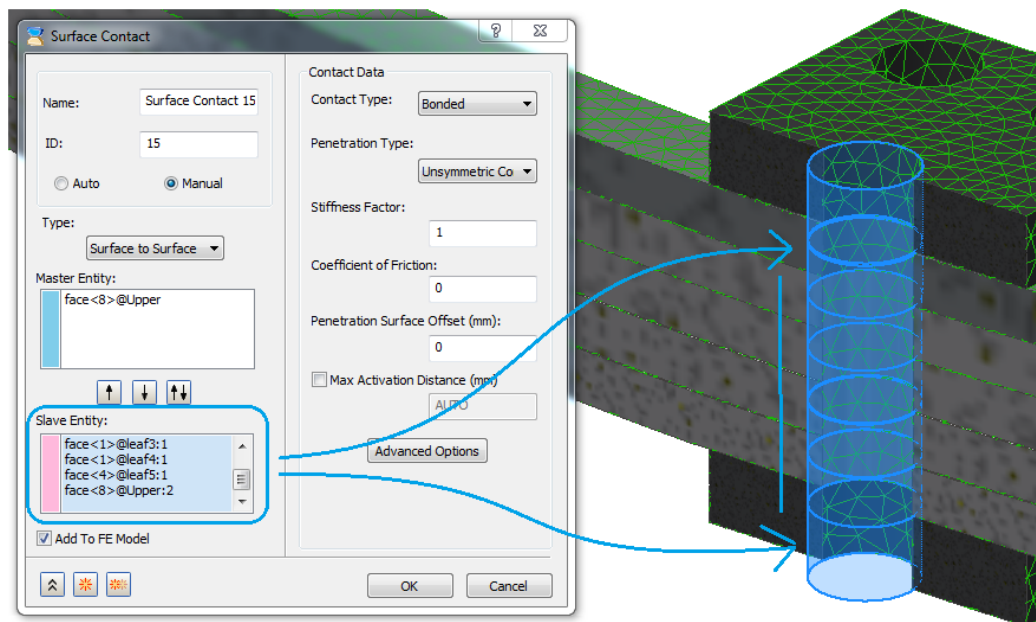 Surface Contact
Name:
Surface Contact 15
ID:
15
Auto
Manual
Type:
Surface to Surface
Master Entity:
face<8>@Upper
Slave Entity:
face<1>@leaf3:1
face<1>@leaf4:1
face<4>@leaf5:1
face<8>@Upper:2
Add To FE Model
Contact Data
Contact Type:
Bonded
Penetration Type:
Unsymmetric Co
Stiffness Factor:
1
Coefficient of Friction:
0
Penetration Surface Offset (mm):
0
Max Activation Distance (mm)
AUTO
Advanced Options
OK
Cancel